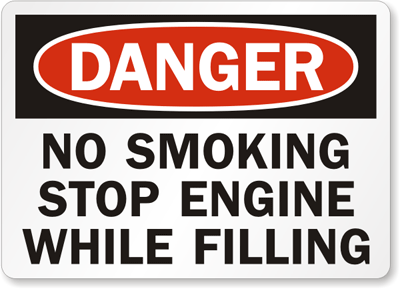 DANGER
NO SMOKING
STOP ENGINE
WHILE FILLING